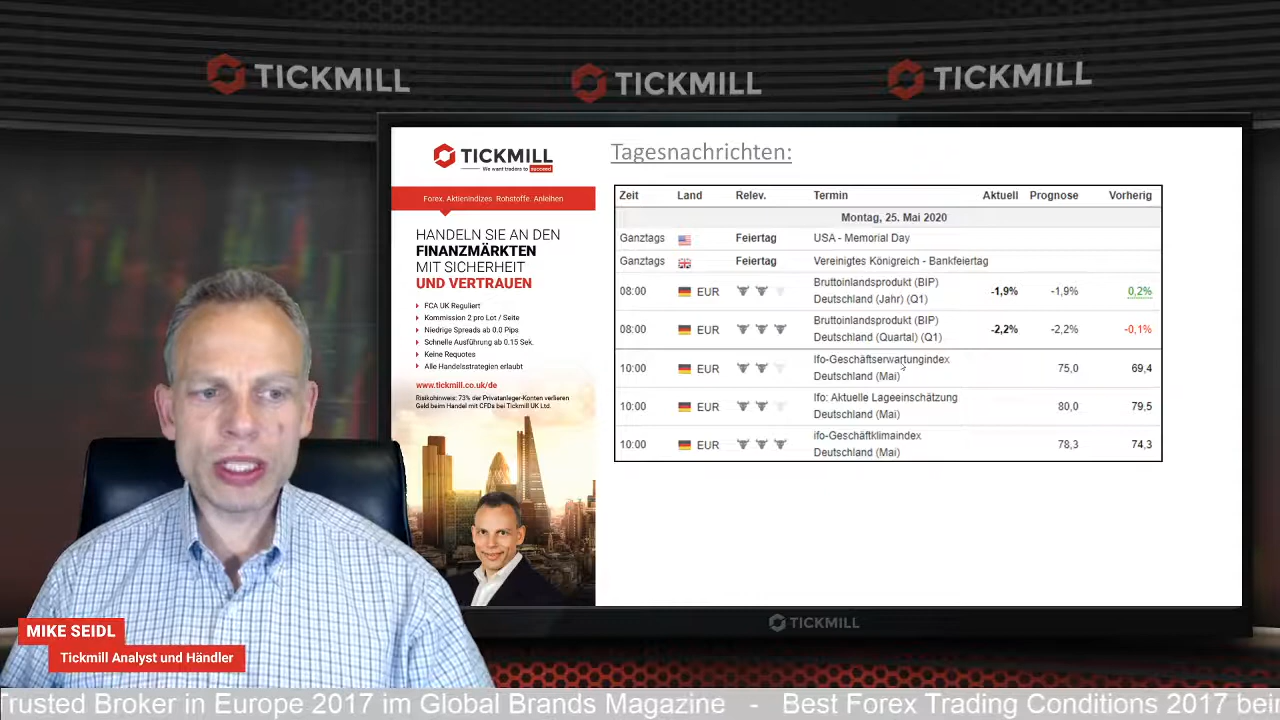 TICKMILL
TICKMILL
TICKMILL
TICKMILL
We want traders to succeed
Forex. Aktienindizes Rohstoffe. Anleihen
HANDELN SIE AN DEN
FINANZMÄRKTEN
MIT SICHERHEIT
UND VERTRAUEN
FCA UK Reguliert
Kommission 2 pro Lot / Seite
Niedrige Spreads ab 0.0 Pips
Schnelle Ausführung ab 0.15 Sek.
Keine Requotes
Alle Handelsstrategien erlaubt
www.tickmill.co.uk/de
Risikohinweis: 73% der Privatanleger-Konten verlieren
Geld beim Handel mit CFDs bei Tickmill UK Ltd.
Tagesnachrichten:
Zeit Land Relev. Termin Aktuell Prognose Vorherig
Montag, 25. Mai 2020
Ganztags Feiertag USA - Memorial Day
Ganztags Feiertag Vereinigtes Königreich - Bankfeiertag
08:00 EUR Bruttoinlandsprodukt (BIP) Deutschland (Jahr) (Q1) -1,9% -1,9% 0,2%
08:00 EUR Bruttoinlandsprodukt (BIP) Deutschland (Quartal) (Q1) -2,2% -2,2% -0,1%
10:00 EUR Ifo-Geschäftserwartungindex Deutschland (Mai) 75,0 69,4
10:00 EUR Ifo: Aktuelle Lageeinschätzung Deutschland (Mai) 80,0 79,5
10:00 EUR ifo-Geschäftklimaindex Deutschland (Mai) 78,3 74,3
TICKMILL
MIKE SEIDL
Tickmill Analyst und Händler
Trusted Broker in Europe 2017 im Global Brands Magazine - Best Forex Trading Conditions 2017 bei